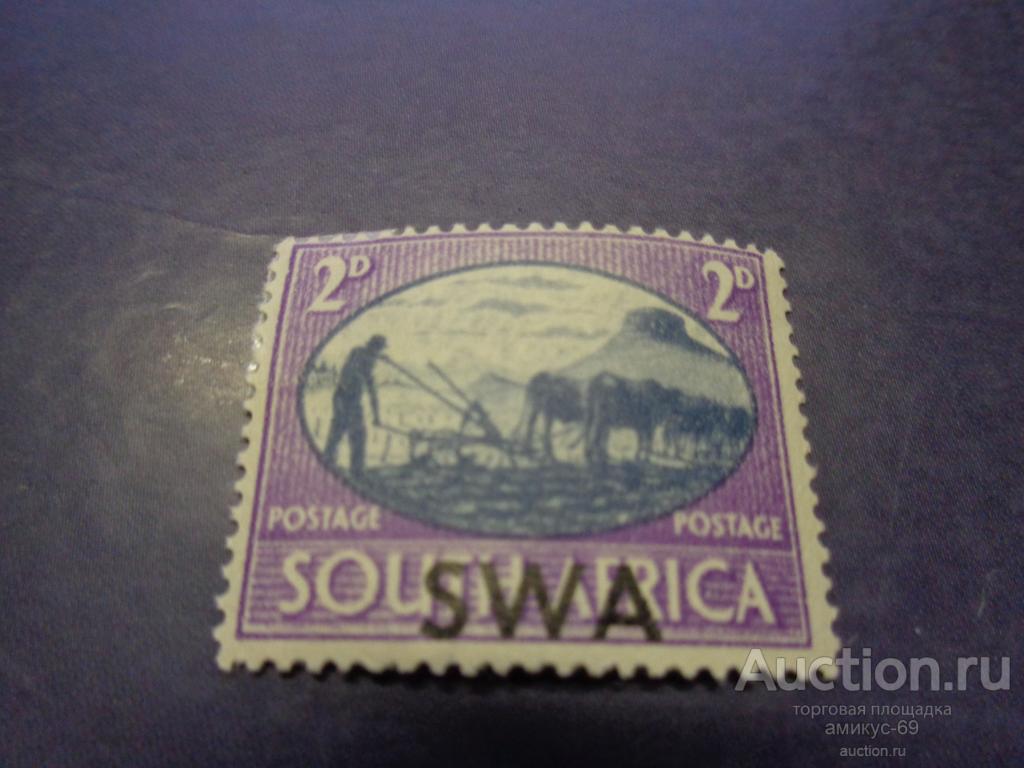 2D 2D
POSTAGE POSTAGE
SOUTH AFRICA
SWA
Auction.ru
торговая площадка
амикус-69
auction.ru